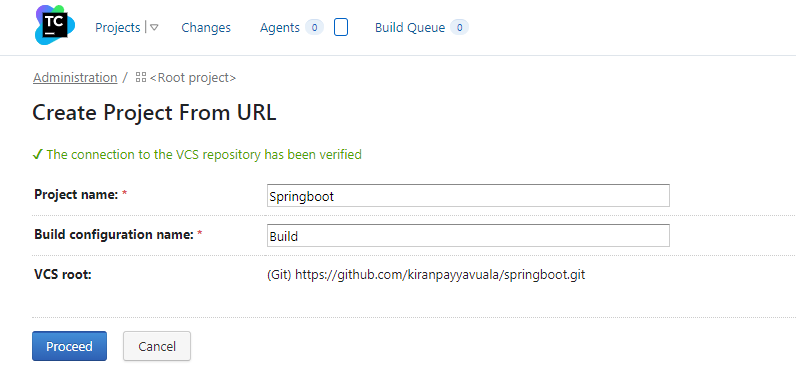 TC
Projects Changes Agents 0 Build Queue 0
Administration / <Root project>
Create Project From URL
The connection to the VCS repository has been verified
Project name: * Springboot
Build configuration name: * Build
VCS root: (Git) https://github.com/kiranpayyavuala/springboot.git
Proceed Cancel